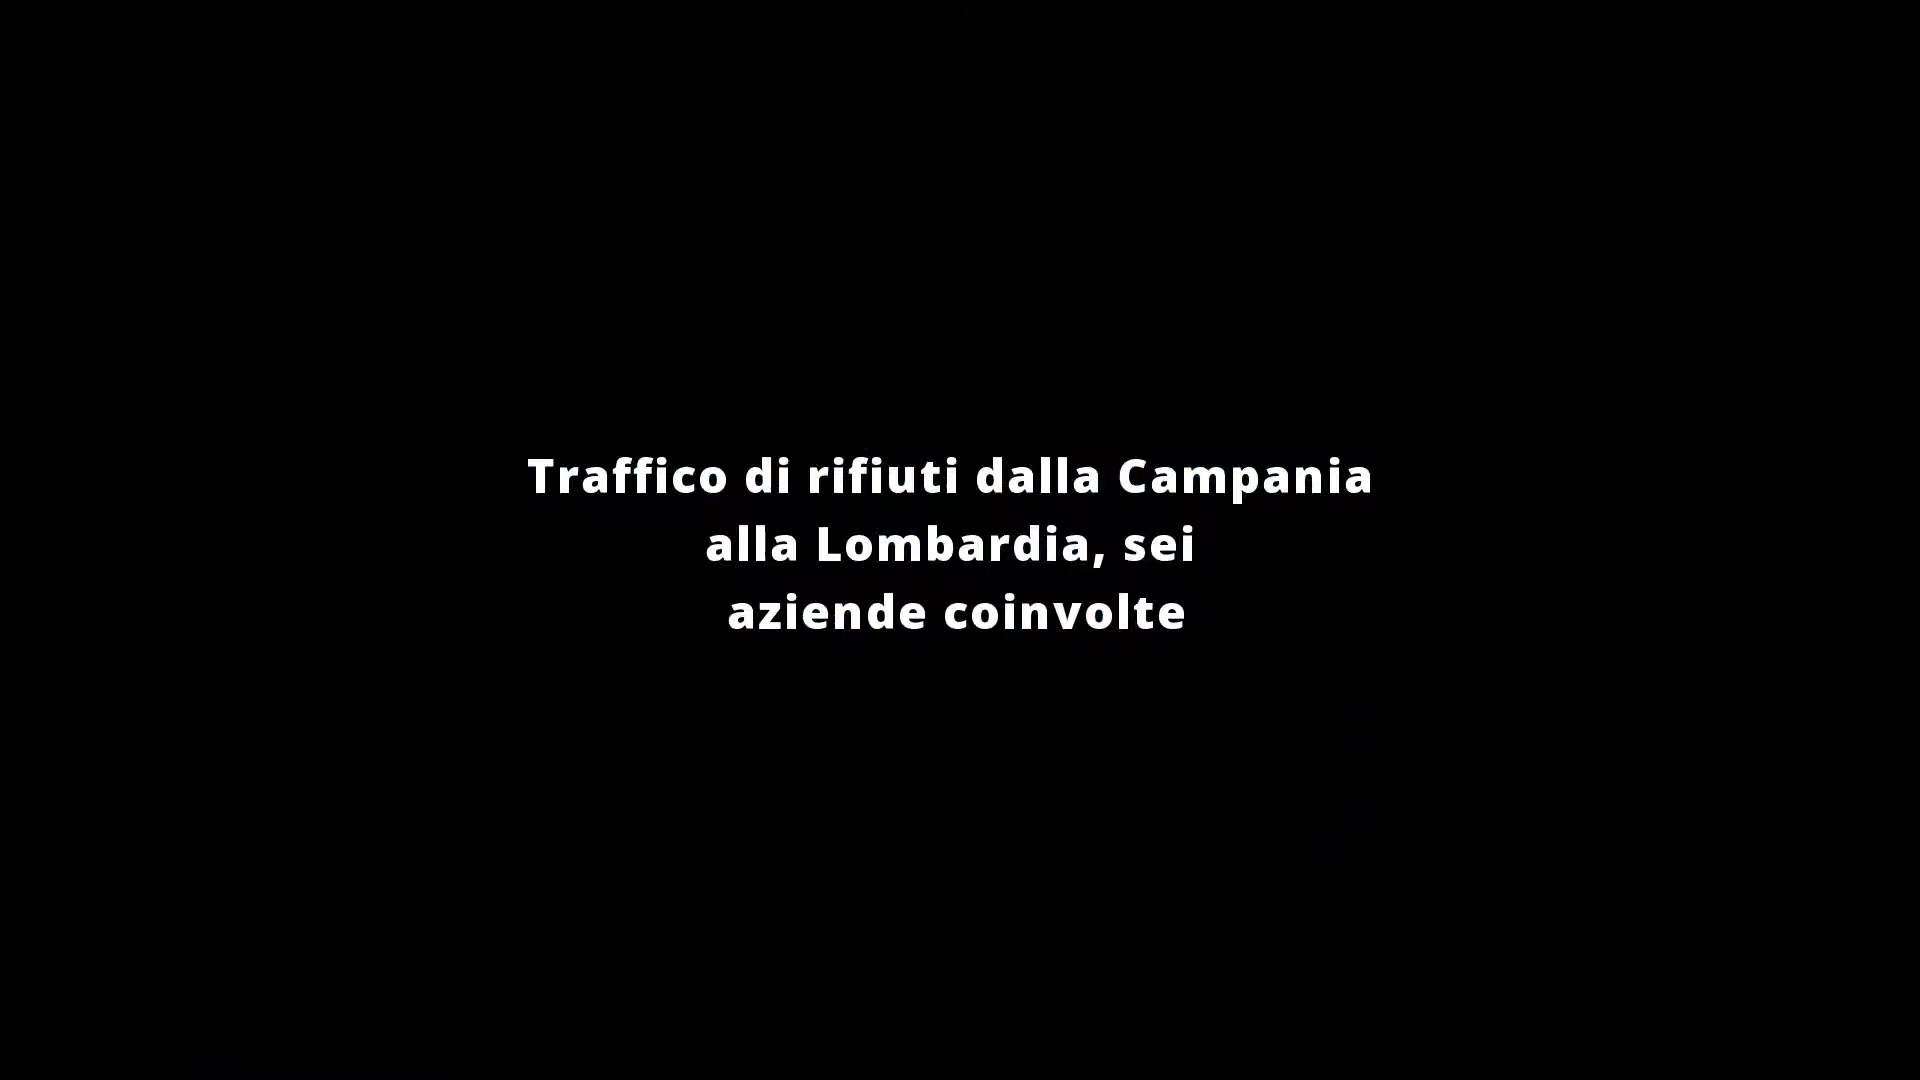 Traffico di rifiuti dalla Campania
alla Lombardia, sei
aziende coinvolte